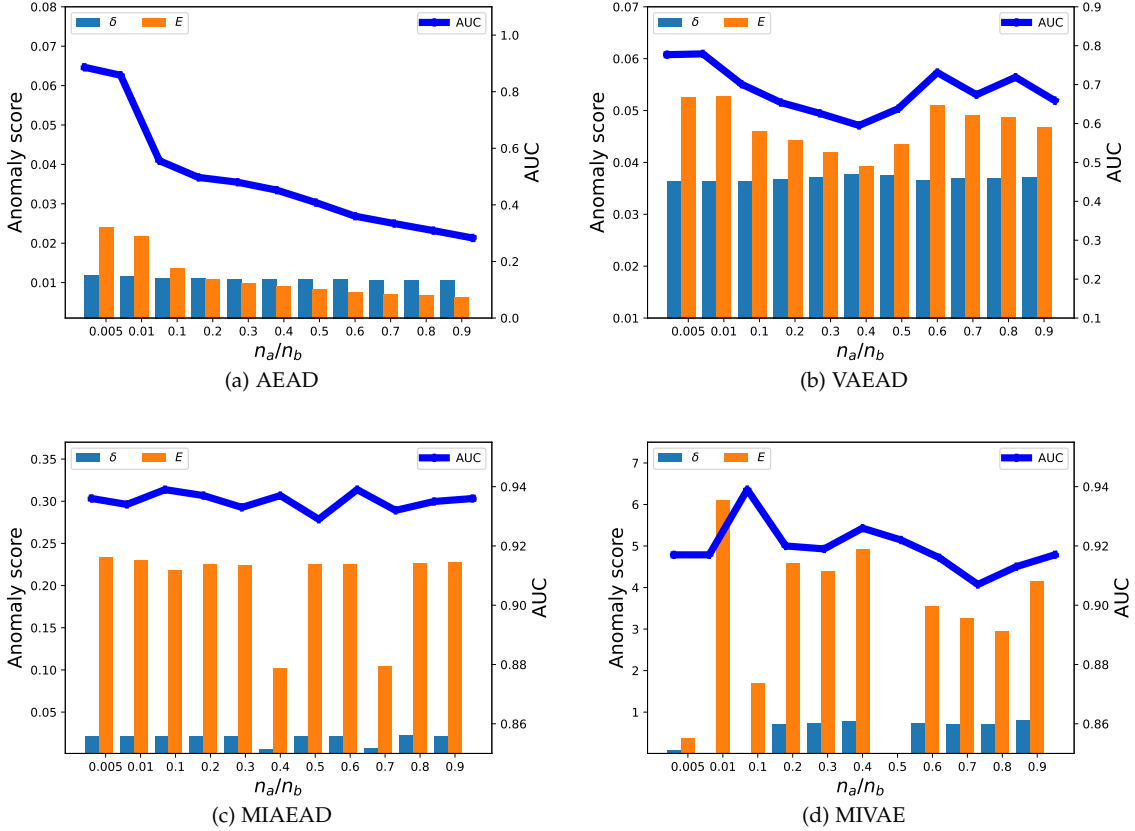 δ E AUC
0.08
0.07
0.06
0.05
0.04
0.03
0.02
0.01
Anomaly score
1.0
0.8
0.6
0.4
0.2
0.0
AUC
0.005 0.01 0.1 0.2 0.3 0.4 0.5 0.6 0.7 0.8 0.9
n_a/n_b
(a) AEAD
δ E AUC
0.07
0.06
0.05
0.04
0.03
0.02
0.01
Anomaly score
0.9
0.8
0.7
0.6
0.5
0.4
0.3
0.2
0.1
AUC
0.005 0.01 0.1 0.2 0.3 0.4 0.5 0.6 0.7 0.8 0.9
n_a/n_b
(b) VAEAD
δ E AUC
0.35
0.30
0.25
0.20
0.15
0.10
0.05
Anomaly score
0.94
0.92
0.90
0.88
0.86
AUC
0.005 0.01 0.1 0.2 0.3 0.4 0.5 0.6 0.7 0.8 0.9
n_a/n_b
(c) MIAEAD
δ E AUC
7
6
5
4
3
2
1
Anomaly score
0.94
0.92
0.90
0.88
0.86
AUC
0.005 0.01 0.1 0.2 0.3 0.4 0.5 0.6 0.7 0.8 0.9
n_a/n_b
(d) MIVAE